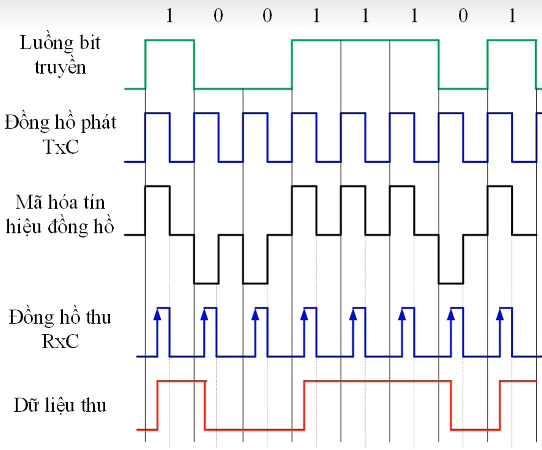 1 0 0 1 1 1 0 1
Luồng bit
truyền
Đồng hồ phát
TxC
Mã hóa tín
hiệu đồng hồ
Đồng hồ thu
RxC
Dữ liệu thu